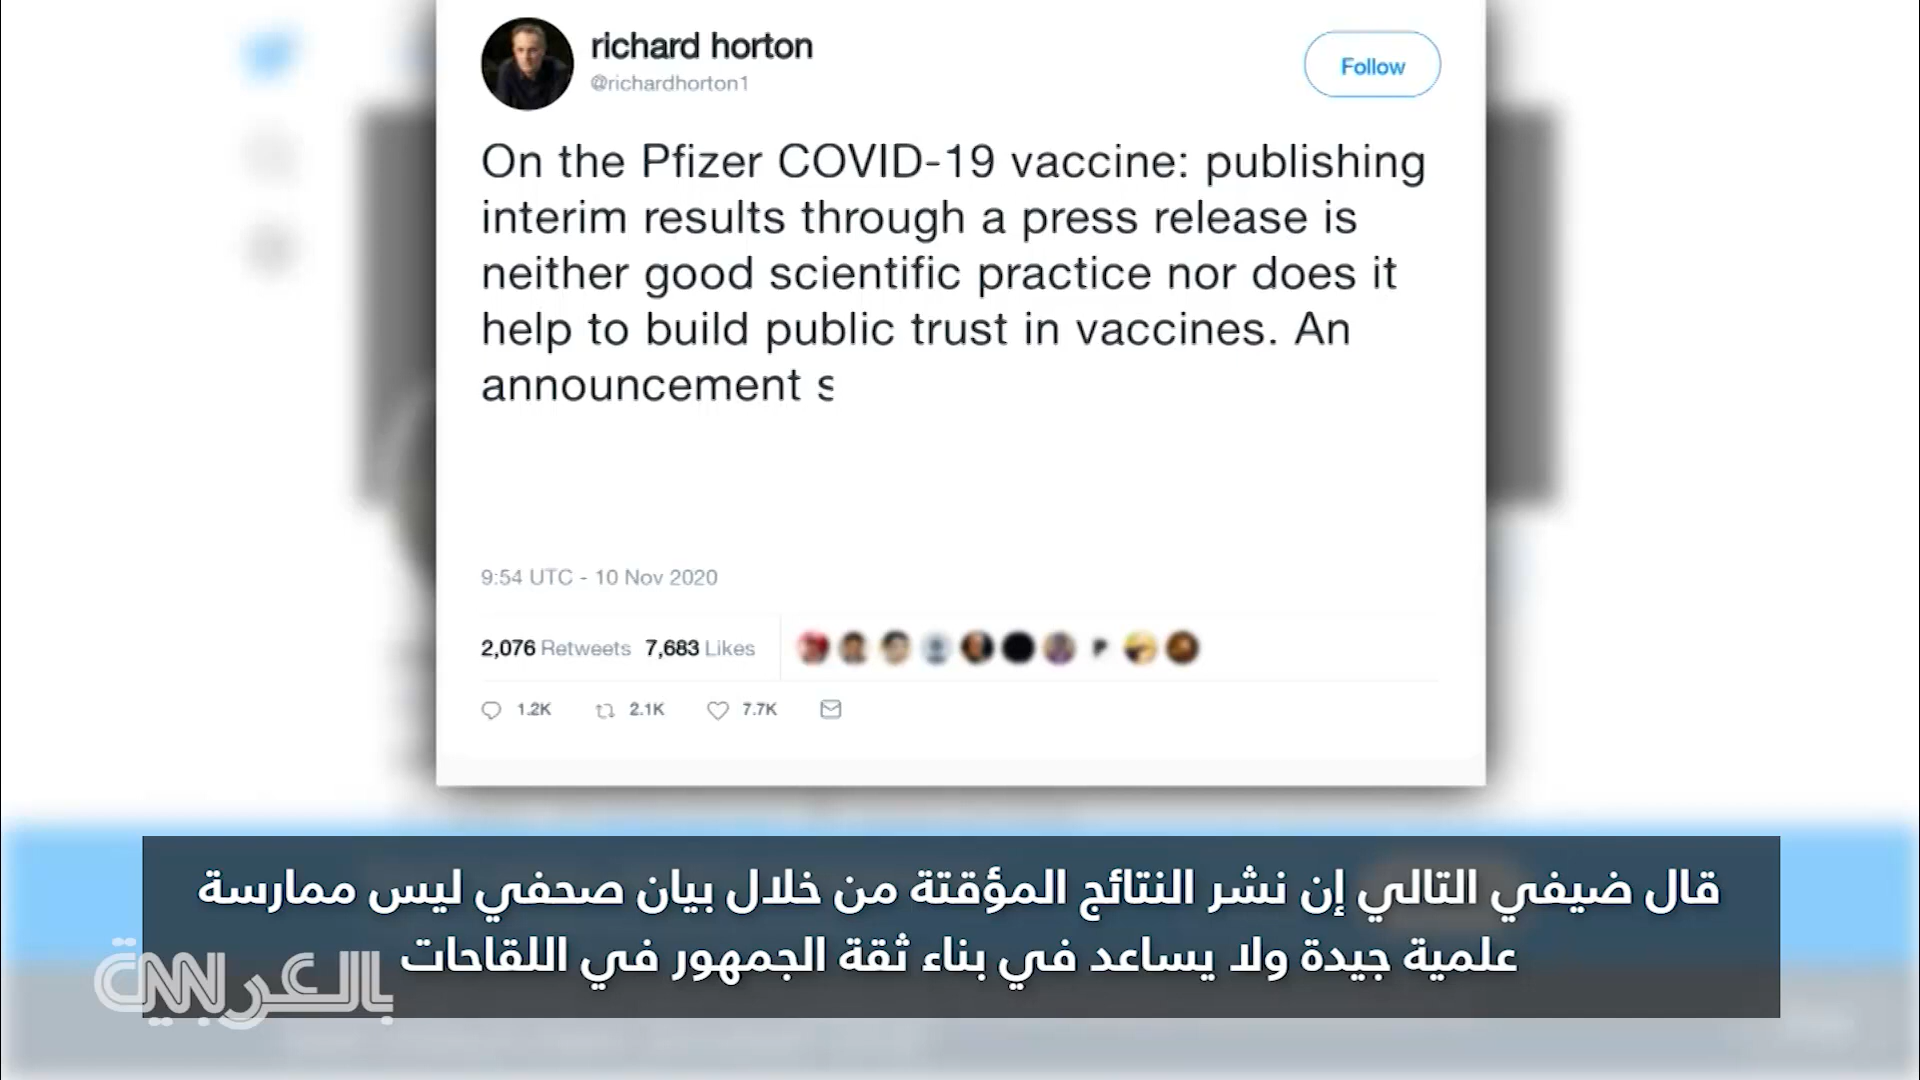 richard horton
@richardhorton1
Follow
On the Pfizer COVID-19 vaccine: publishing
interim results through a press release is
neither good scientific practice nor does it
help to build public trust in vaccines. An
announcement s
9:54 UTC - 10 Nov 2020
2,076 Retweets 7,683 Likes
1.2K 2.1K 7.7K
قال ضيفي التالي إن نشر النتائج المؤقتة من خلال بيان صحفي ليس ممارسة
علمية جيدة ولا يساعد في بناء ثقة الجمهور في اللقاحات
CNN بالعربية